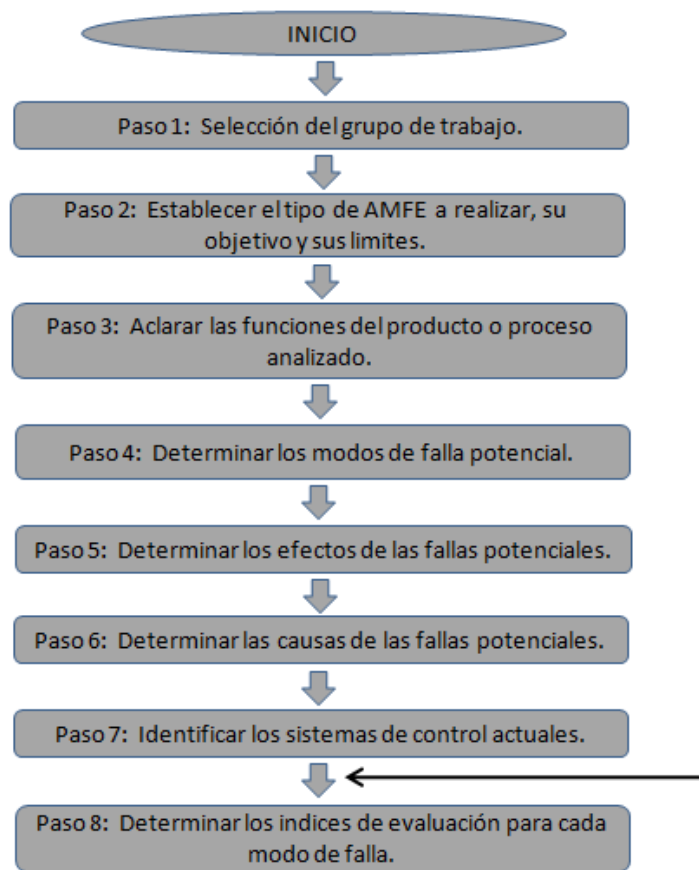 INICIO
Paso 1: Selección del grupo de trabajo.
Paso 2: Establecer el tipo de AMFE a realizar, su
objetivo y sus limites.
Paso 3: Aclarar las funciones del producto o proceso
analizado.
Paso 4: Determinar los modos de falla potencial.
Paso 5: Determinar los efectos de las fallas potenciales.
Paso 6: Determinar las causas de las fallas potenciales.
Paso 7: Identificar los sistemas de control actuales.
Paso 8: Determinar los indices de evaluación para cada
modo de falla.